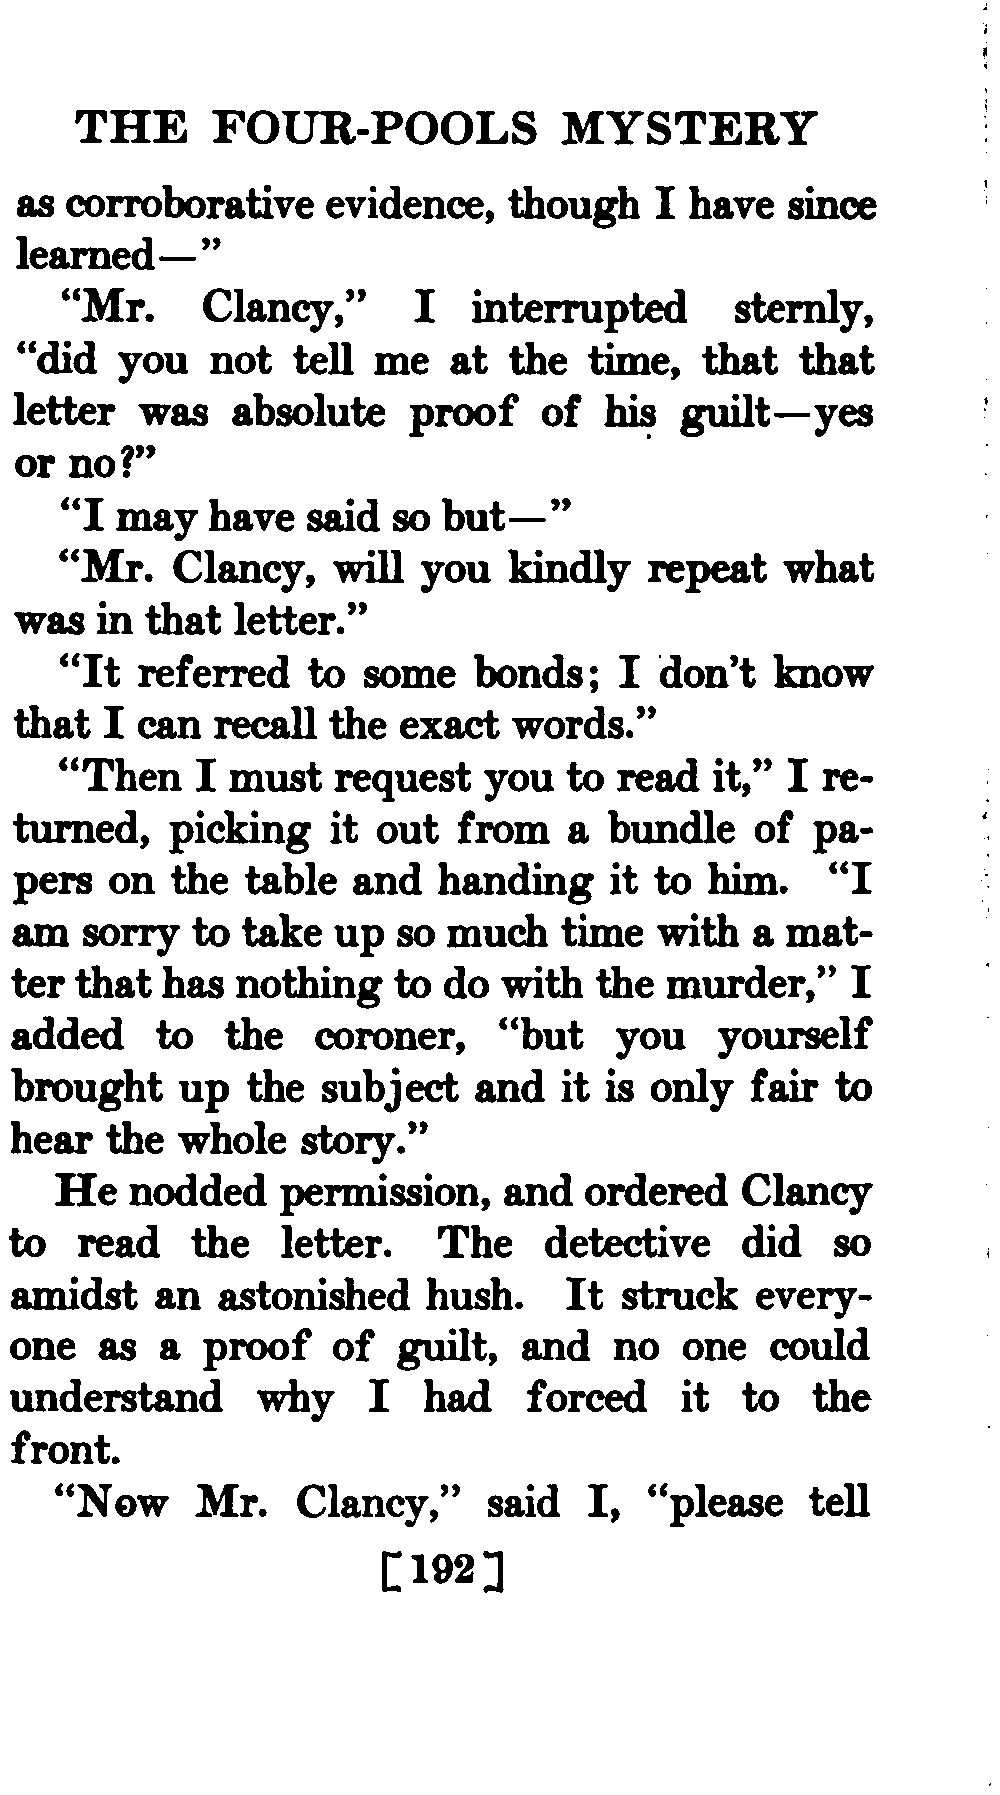 THE FOUR-POOLS MYSTERY
as corroborative evidence, though I have since
learned—”
“Mr. Clancy,” I interrupted sternly,
“did you not tell me at the time, that that
letter was absolute proof of his guilt—yes
or no?”
“I may have said so but—”
“Mr. Clancy, will you kindly repeat what
was in that letter.”
“It referred to some bonds; I don’t know
that I can recall the exact words.”
“Then I must request you to read it,” I re-
turned, picking it out from a bundle of pa-
pers on the table and handing it to him. “I
am sorry to take up so much time with a mat-
ter that has nothing to do with the murder,” I
added to the coroner, “but you yourself
brought up the subject and it is only fair to
hear the whole story.”
He nodded permission, and ordered Clancy
to read the letter. The detective did so
amidst an astonished hush. It struck every-
one as a proof of guilt, and no one could
understand why I had forced it to the
front.
“Now Mr. Clancy,” said I, “please tell
[192]